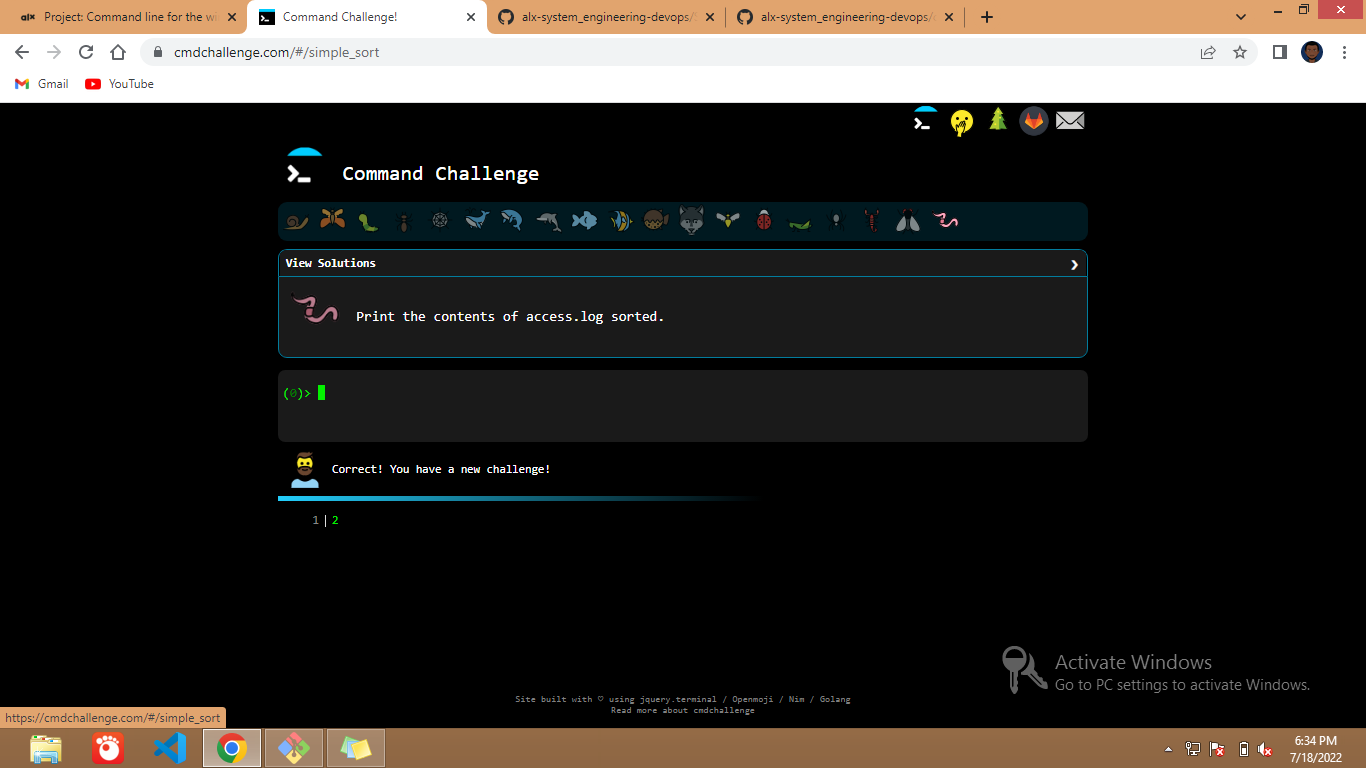 alx Project: Command line for the wi
Command Challenge!
alx-system_engineering-devops/
alx-system_engineering-devops/
cmdchallenge.com/#/simple_sort
Gmail
YouTube
Command Challenge
View Solutions
Print the contents of access.log sorted.
(0)>
Correct! You have a new challenge!
1 | 2
Activate Windows
Go to PC settings to activate Windows.
Site built with ♡ using jquery.terminal / Openmoji / Nim / Golang
Read more about cmdchallenge
https://cmdchallenge.com/#/simple_sort
6:34 PM
7/18/2022